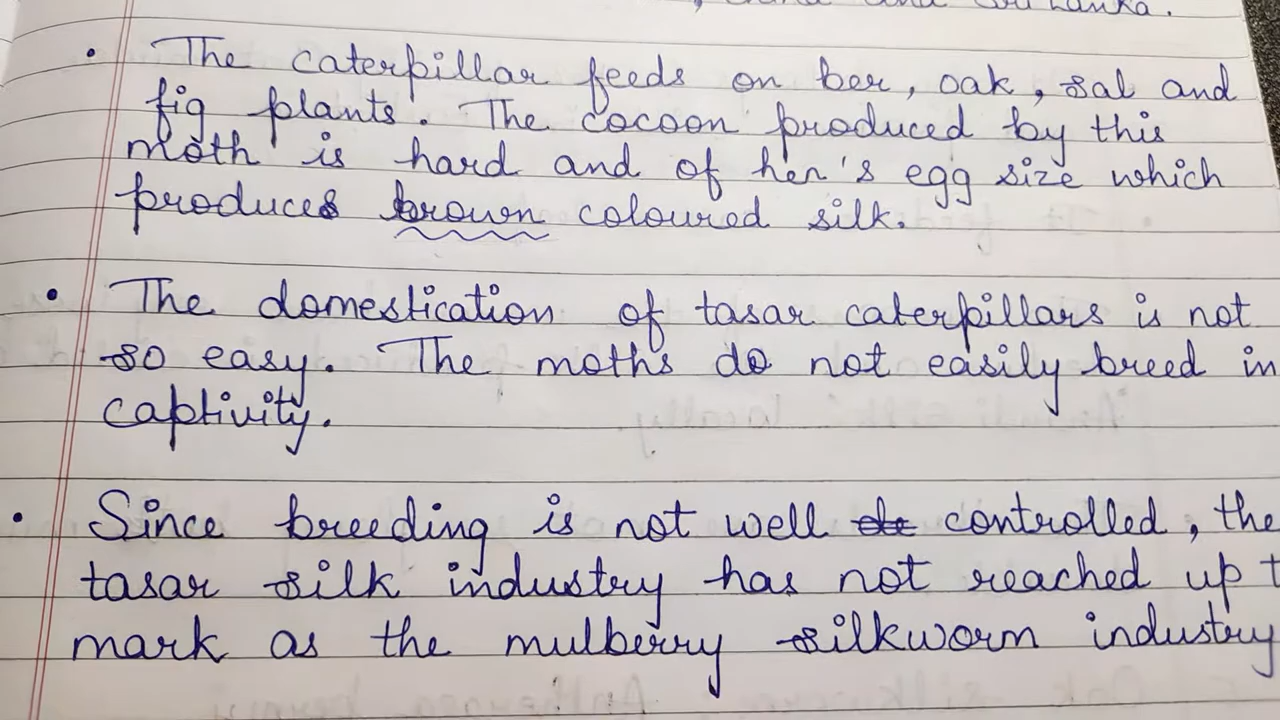 and Sri Lanka.
• The caterpillar feeds on ber, oak, sal and
fig plants. The cocoon produced by this
moth is hard and of hen's egg size which
produces brown coloured silk.
• The domestication of tasar caterpillars is not
so easy. The moths do not easily breed in
captivity.
• Since breeding is not well controlled, the
tasar silk industry has not reached up t
mark as the mulberry silkworm industry